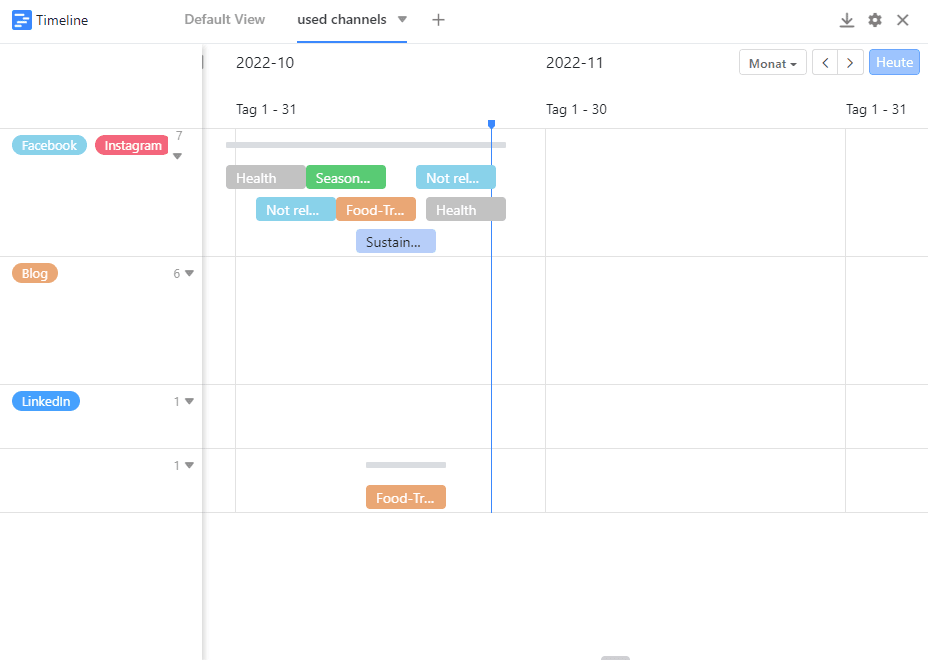 Timeline
Default View
used channels
2022-10
2022-11
Monat
Heute
Tag 1 - 31
Tag 1 - 30
Tag 1 - 31
Facebook
Instagram
7
Health
Season...
Not rel...
Not rel...
Food-Tr...
Health
Sustain...
Blog
6
LinkedIn
1
1
Food-Tr...